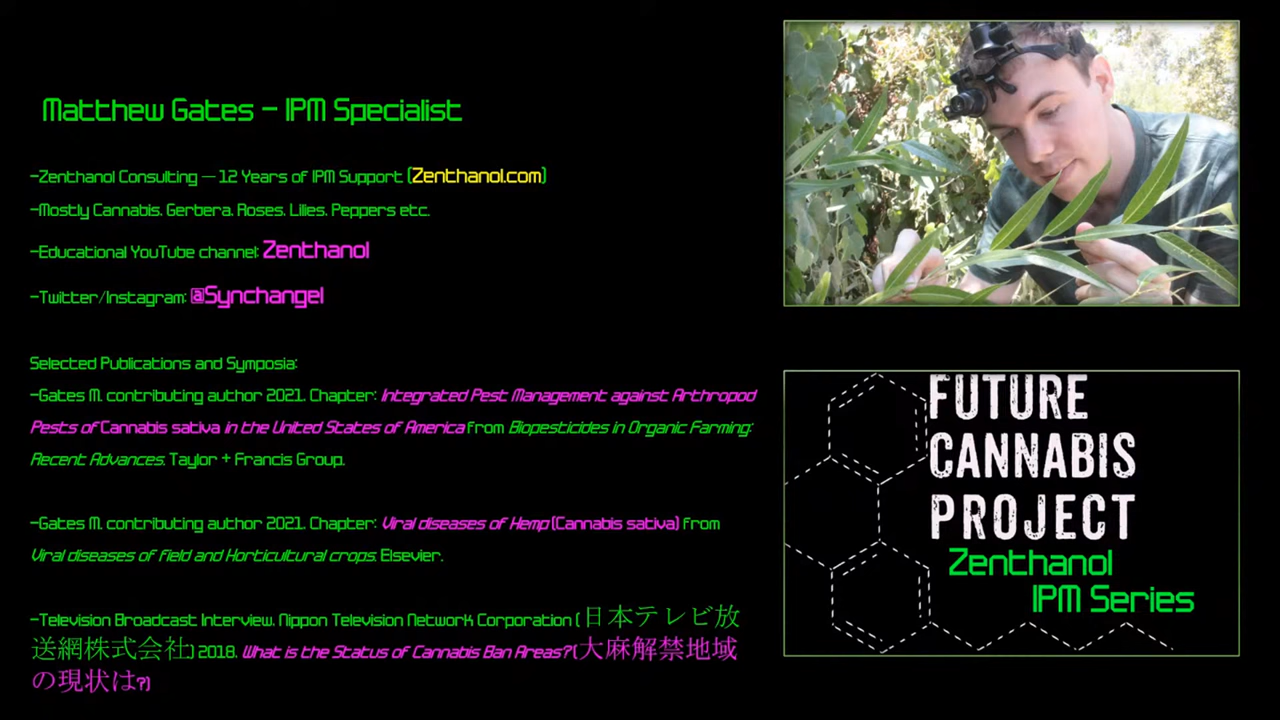 Matthew Gates - IPM Specialist
-Zenthanol Consulting — 12 Years of IPM Support (Zenthanol.com)
-Mostly Cannabis, Gerbera, Roses, Lilies, Peppers etc.
-Educational YouTube channel: Zenthanol
-Twitter/Instagram: @Synchangel
Selected Publications and Symposia:
-Gates M. contributing author 2021. Chapter: Integrated Pest Management against Arthropod
Pests of Cannabis sativa in the United States of America from Biopesticides in Organic Farming:
Recent Advances. Taylor + Francis Group.
-Gates M. contributing author 2021. Chapter: Viral diseases of Hemp (Cannabis sativa) from
Viral diseases of field and Horticultural crops. Elsevier.
-Television Broadcast Interview. Nippon Television Network Corporation (日本テレビ放
送網株式会社) 2018. What is the Status of Cannabis Ban Areas? (大麻解禁地域
の現状は?)
FUTURE
CANNABIS
PROJECT
Zenthanol
IPM Series